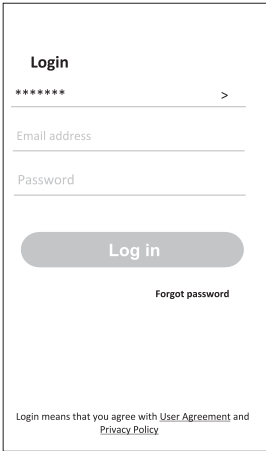 Login
*******
>
Email address
Password
Log in
Forgot password
Login means that you agree with User Agreement and
Privacy Policy